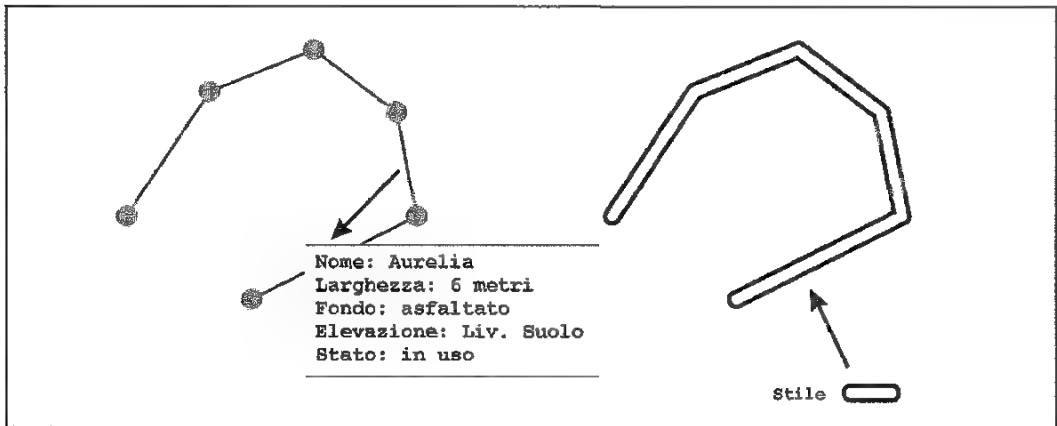 Nome: Aurelia
Larghezza: 6 metri
Fondo: asfaltato
Elevazione: Liv. Suolo
Stato: in uso
Stile